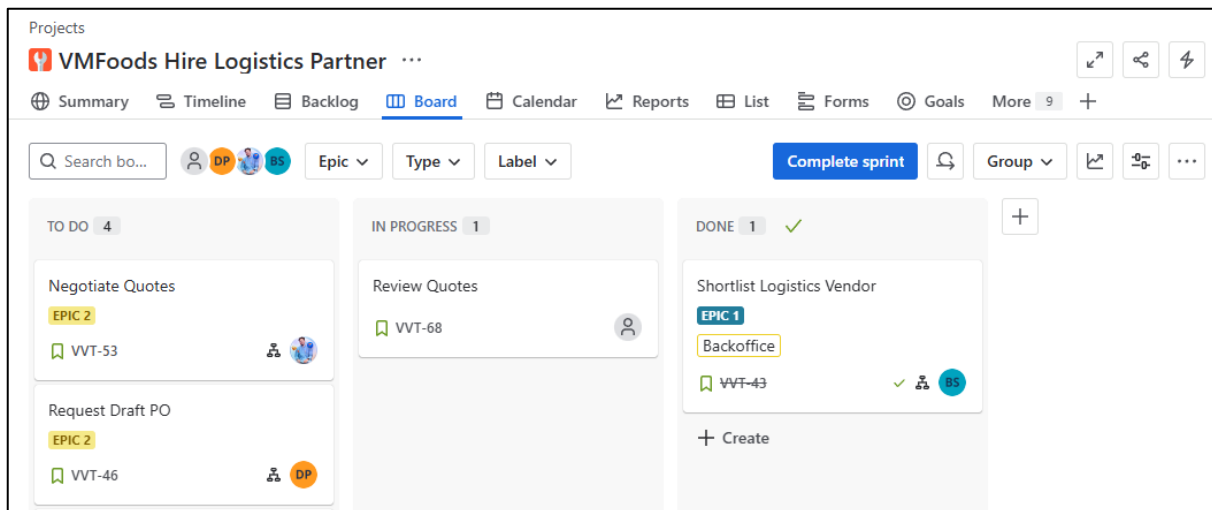 Projects
VMFoods Hire Logistics Partner
Summary Timeline Backlog Board Calendar Reports List Forms Goals More 9
Search bo... DP BS Epic Type Label Complete sprint Group
TO DO 4
Negotiate Quotes
EPIC 2
VVT-53
Request Draft PO
EPIC 2
VVT-46 DP
IN PROGRESS 1
Review Quotes
VVT-68
DONE 1
Shortlist Logistics Vendor
EPIC 1
Backoffice
VVT-43 BS
Create